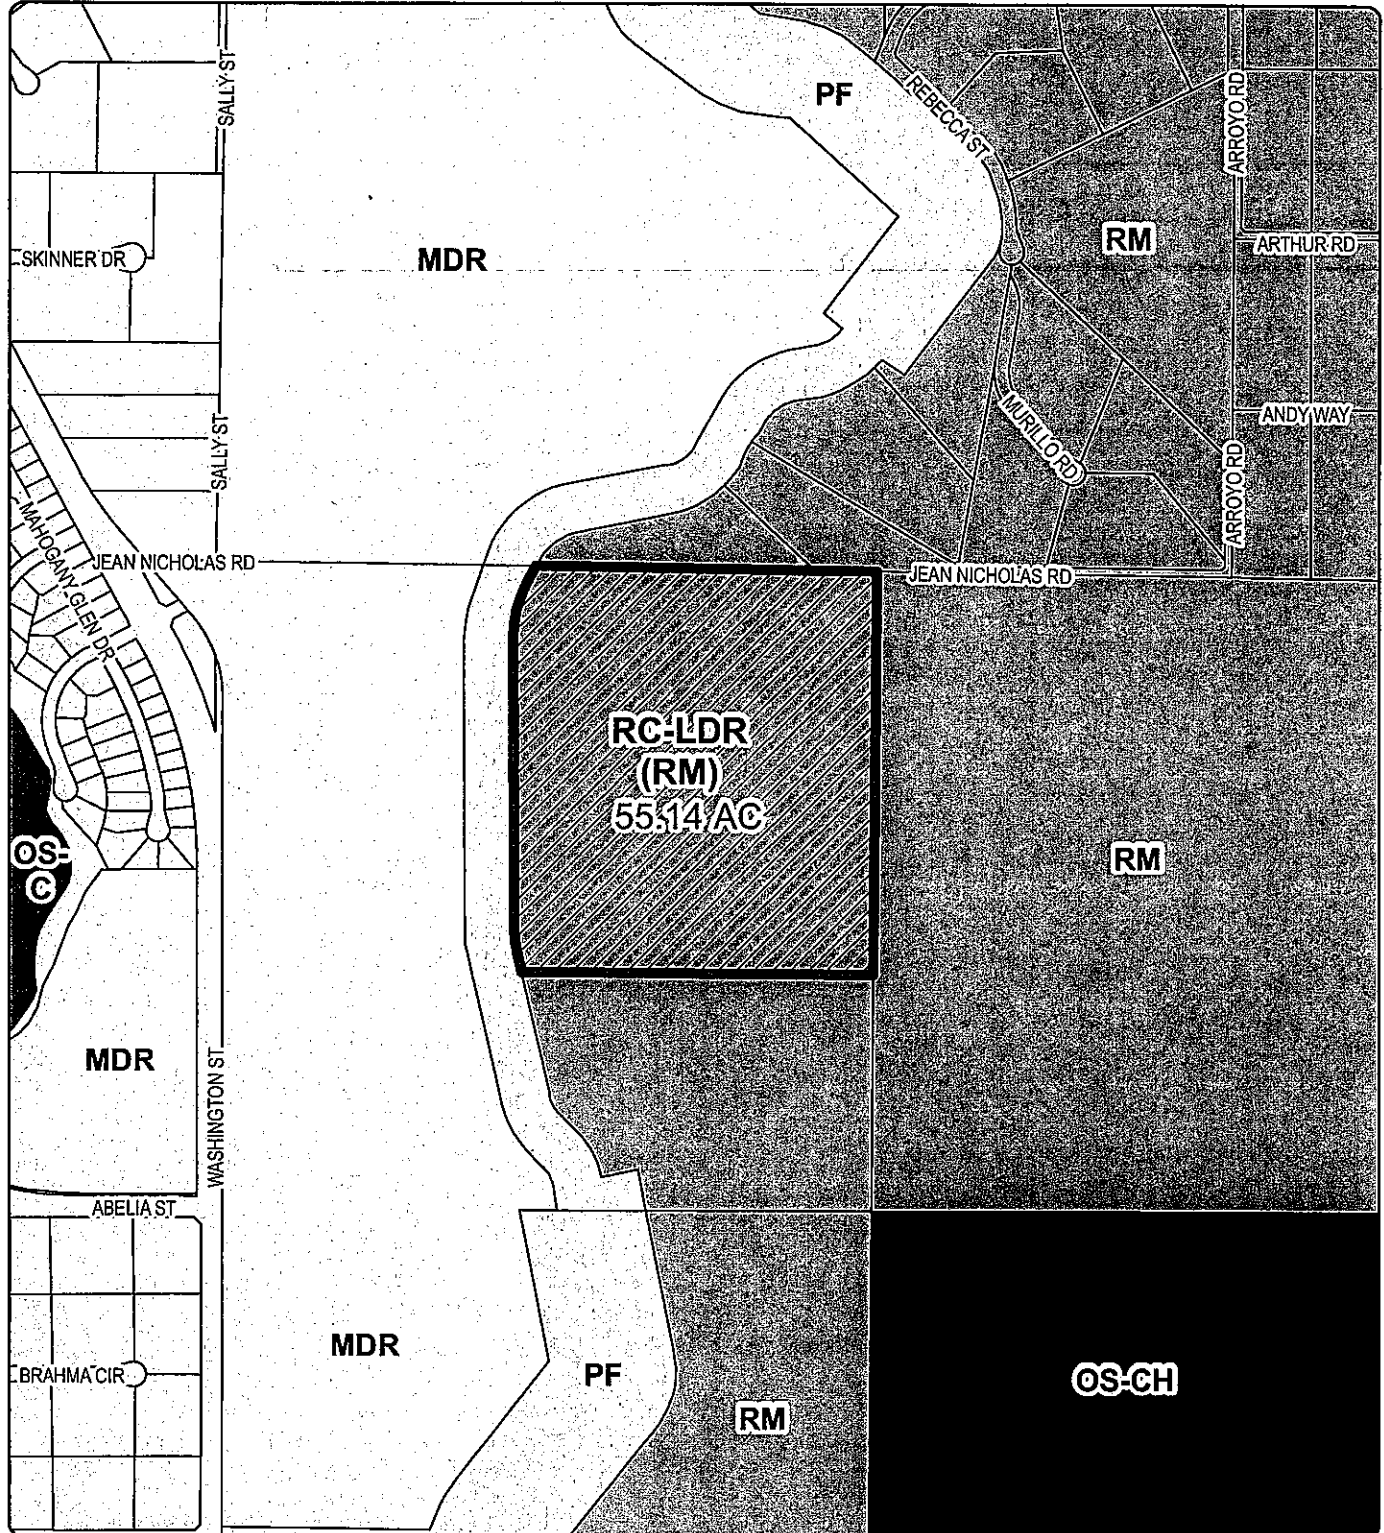 SALLY ST
PF
REBECCA ST
ARROYO RD
SKINNER DR
MDR
RM
ARTHUR RD
SALLY ST
MURILLO RD
ANDY WAY
ARROYO RD
MAHOGANY GLEN DR
JEAN NICHOLAS RD
JEAN NICHOLAS RD
RC-LDR
(RM)
55.14 AC
OS-
C
RM
MDR
WASHINGTON ST
ABELIA ST
MDR
BRAHMA CIR
PF
RM
OS-CH